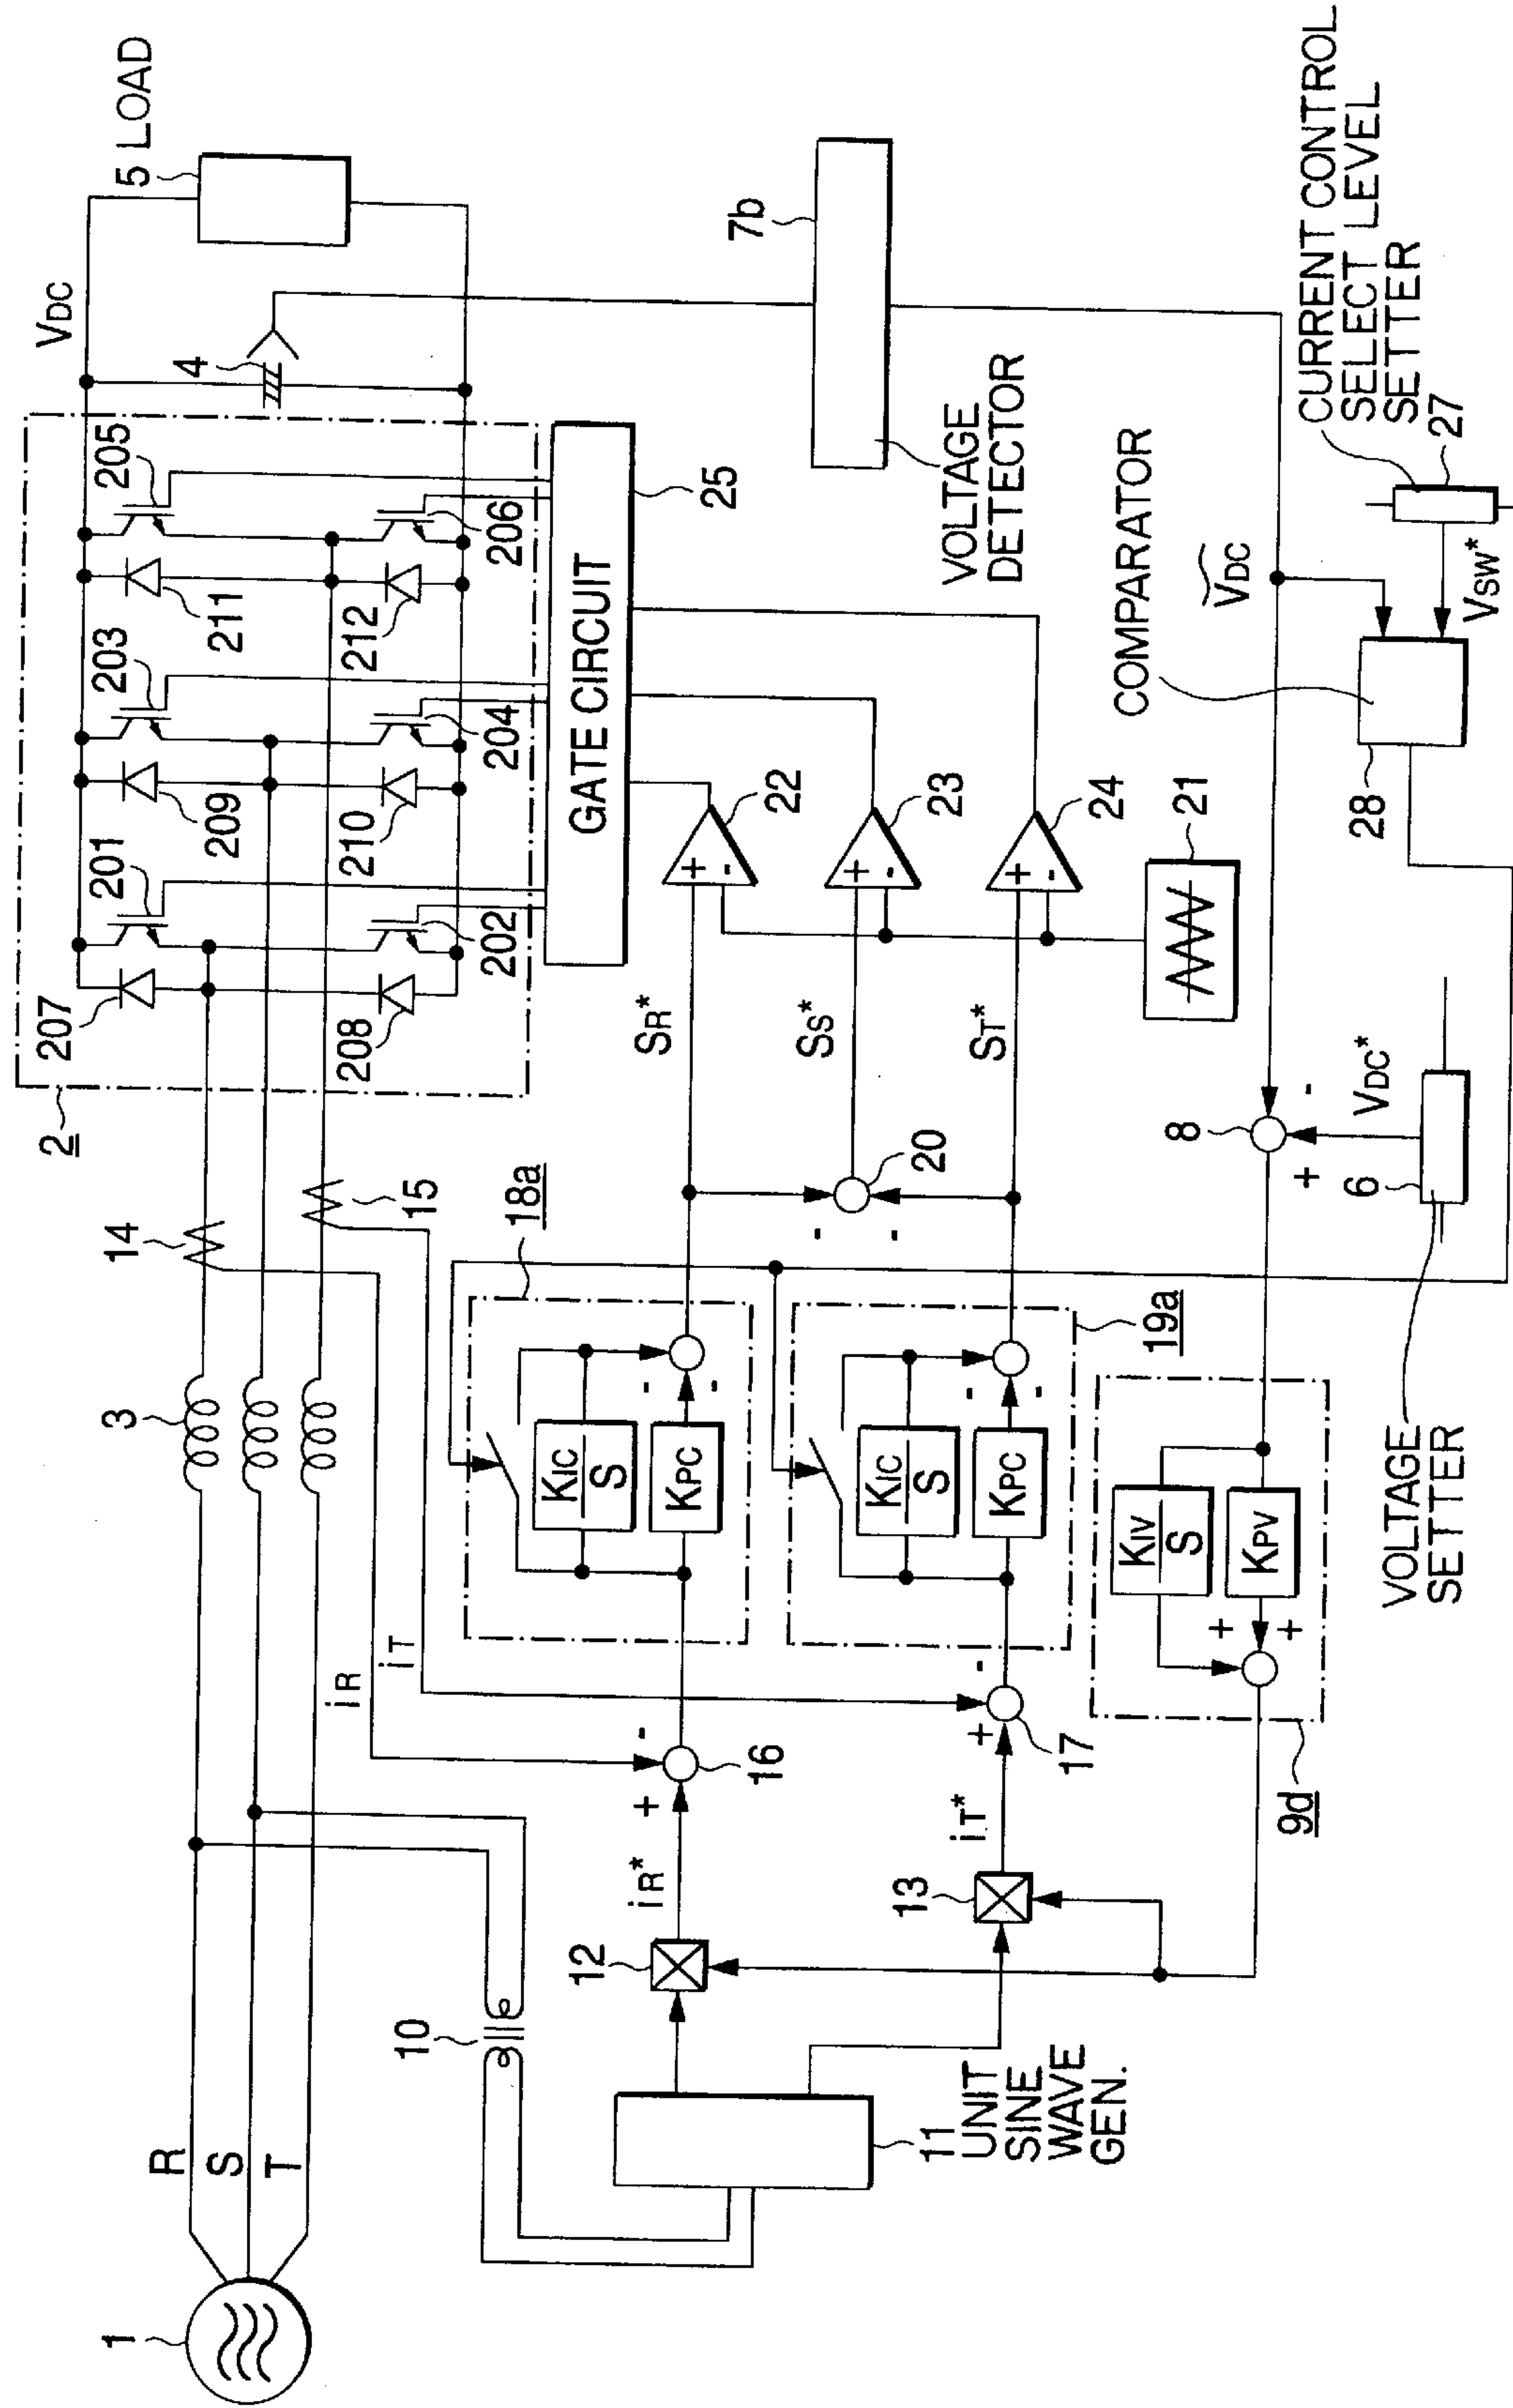 1
R
S
T
3
14
15
2
207
201
209
203
211
205
208
202
210
204
212
206
VDC
4
5 LOAD
GATE CIRCUIT
25
10
iR
iT
11
UNIT
SINE
WAVE
GEN.
12
iR*
+
-
16
13
iT*
+
-
17
18a
KIC
S
KPC
-
-
19a
KIC
S
KPC
-
-
SR*
SS*
ST*
20
-
-
+
-
22
+
-
23
+
-
24
21
7b
VOLTAGE
DETECTOR
9d
KIV
S
KPV
+
+
8
+
-
VDC*
6
VOLTAGE
SETTER
ṼDC
COMPARATOR
28
VSW*
27
CURRENT CONTROL
SELECT LEVEL
SETTER